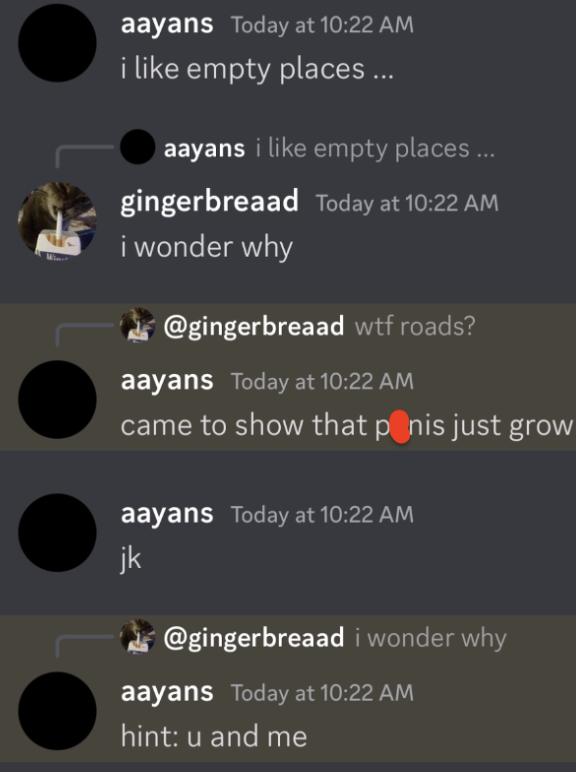 aayans Today at 10:22 AM
i like empty places ...
aayans i like empty places ...
gingerbreaad Today at 10:22 AM
i wonder why
@gingerbreaad wtf roads?
aayans Today at 10:22 AM
came to show that p nis just grow
aayans Today at 10:22 AM
jk
@gingerbreaad i wonder why
aayans Today at 10:22 AM
hint: u and me